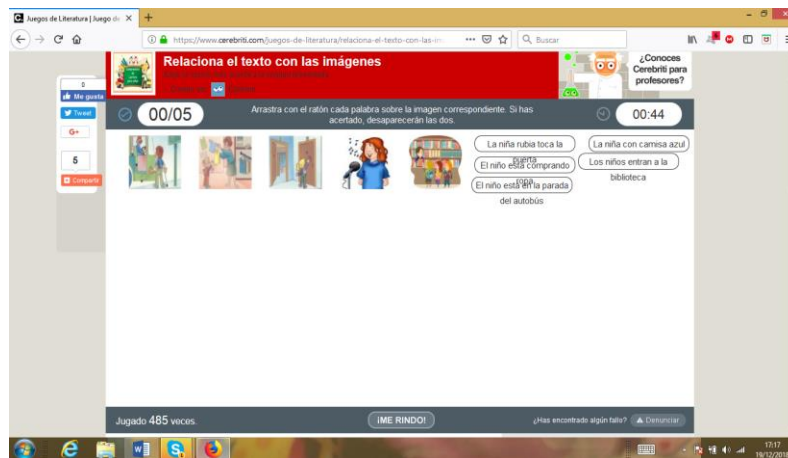 Juegos de Literatura | Juego de
https://www.cerebriti.com/juegos-de-literatura/relaciona-el-texto-con-las-im
Buscar
Relaciona el texto con las imágenes
¿Conoces
Cerebriti para
profesores?
0
Me gusta
Tweet
G+
5
Compartir
00/05
Arrastra con el ratón cada palabra sobre la imagen correspondiente. Si has
acertado, desaparecerán las dos.
00:44
La niña rubia toca la
puerta
La niña con camisa azul
El niño está comprando
ropa
Los niños entran a la
biblioteca
El niño está en la parada
del autobús
Jugado 485 veces.
¡ME RINDO!
¿Has encontrado algún fallo?
Denunciar
17:17
19/12/2018